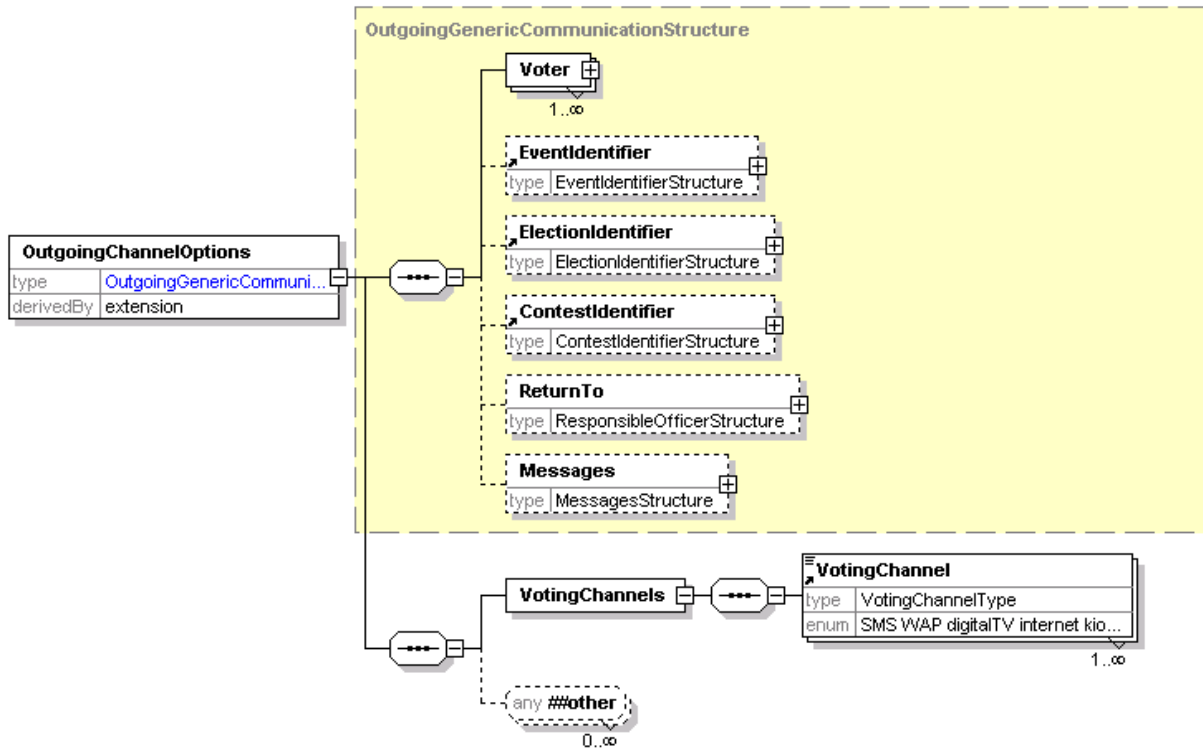 OutgoingGenericCommunicationStructure
Voter
1..∞
EventIdentifier
type EventIdentifierStructure
ElectionIdentifier
type ElectionIdentifierStructure
OutgoingChannelOptions
type OutgoingGenericCommuni...
derivedBy extension
ContestIdentifier
type ContestIdentifierStructure
ReturnTo
type ResponsibleOfficerStructure
Messages
type MessagesStructure
VotingChannels
VotingChannel
type VotingChannelType
enum SMS WAP digitalTV internet kio...
1..∞
any ##other
0..∞